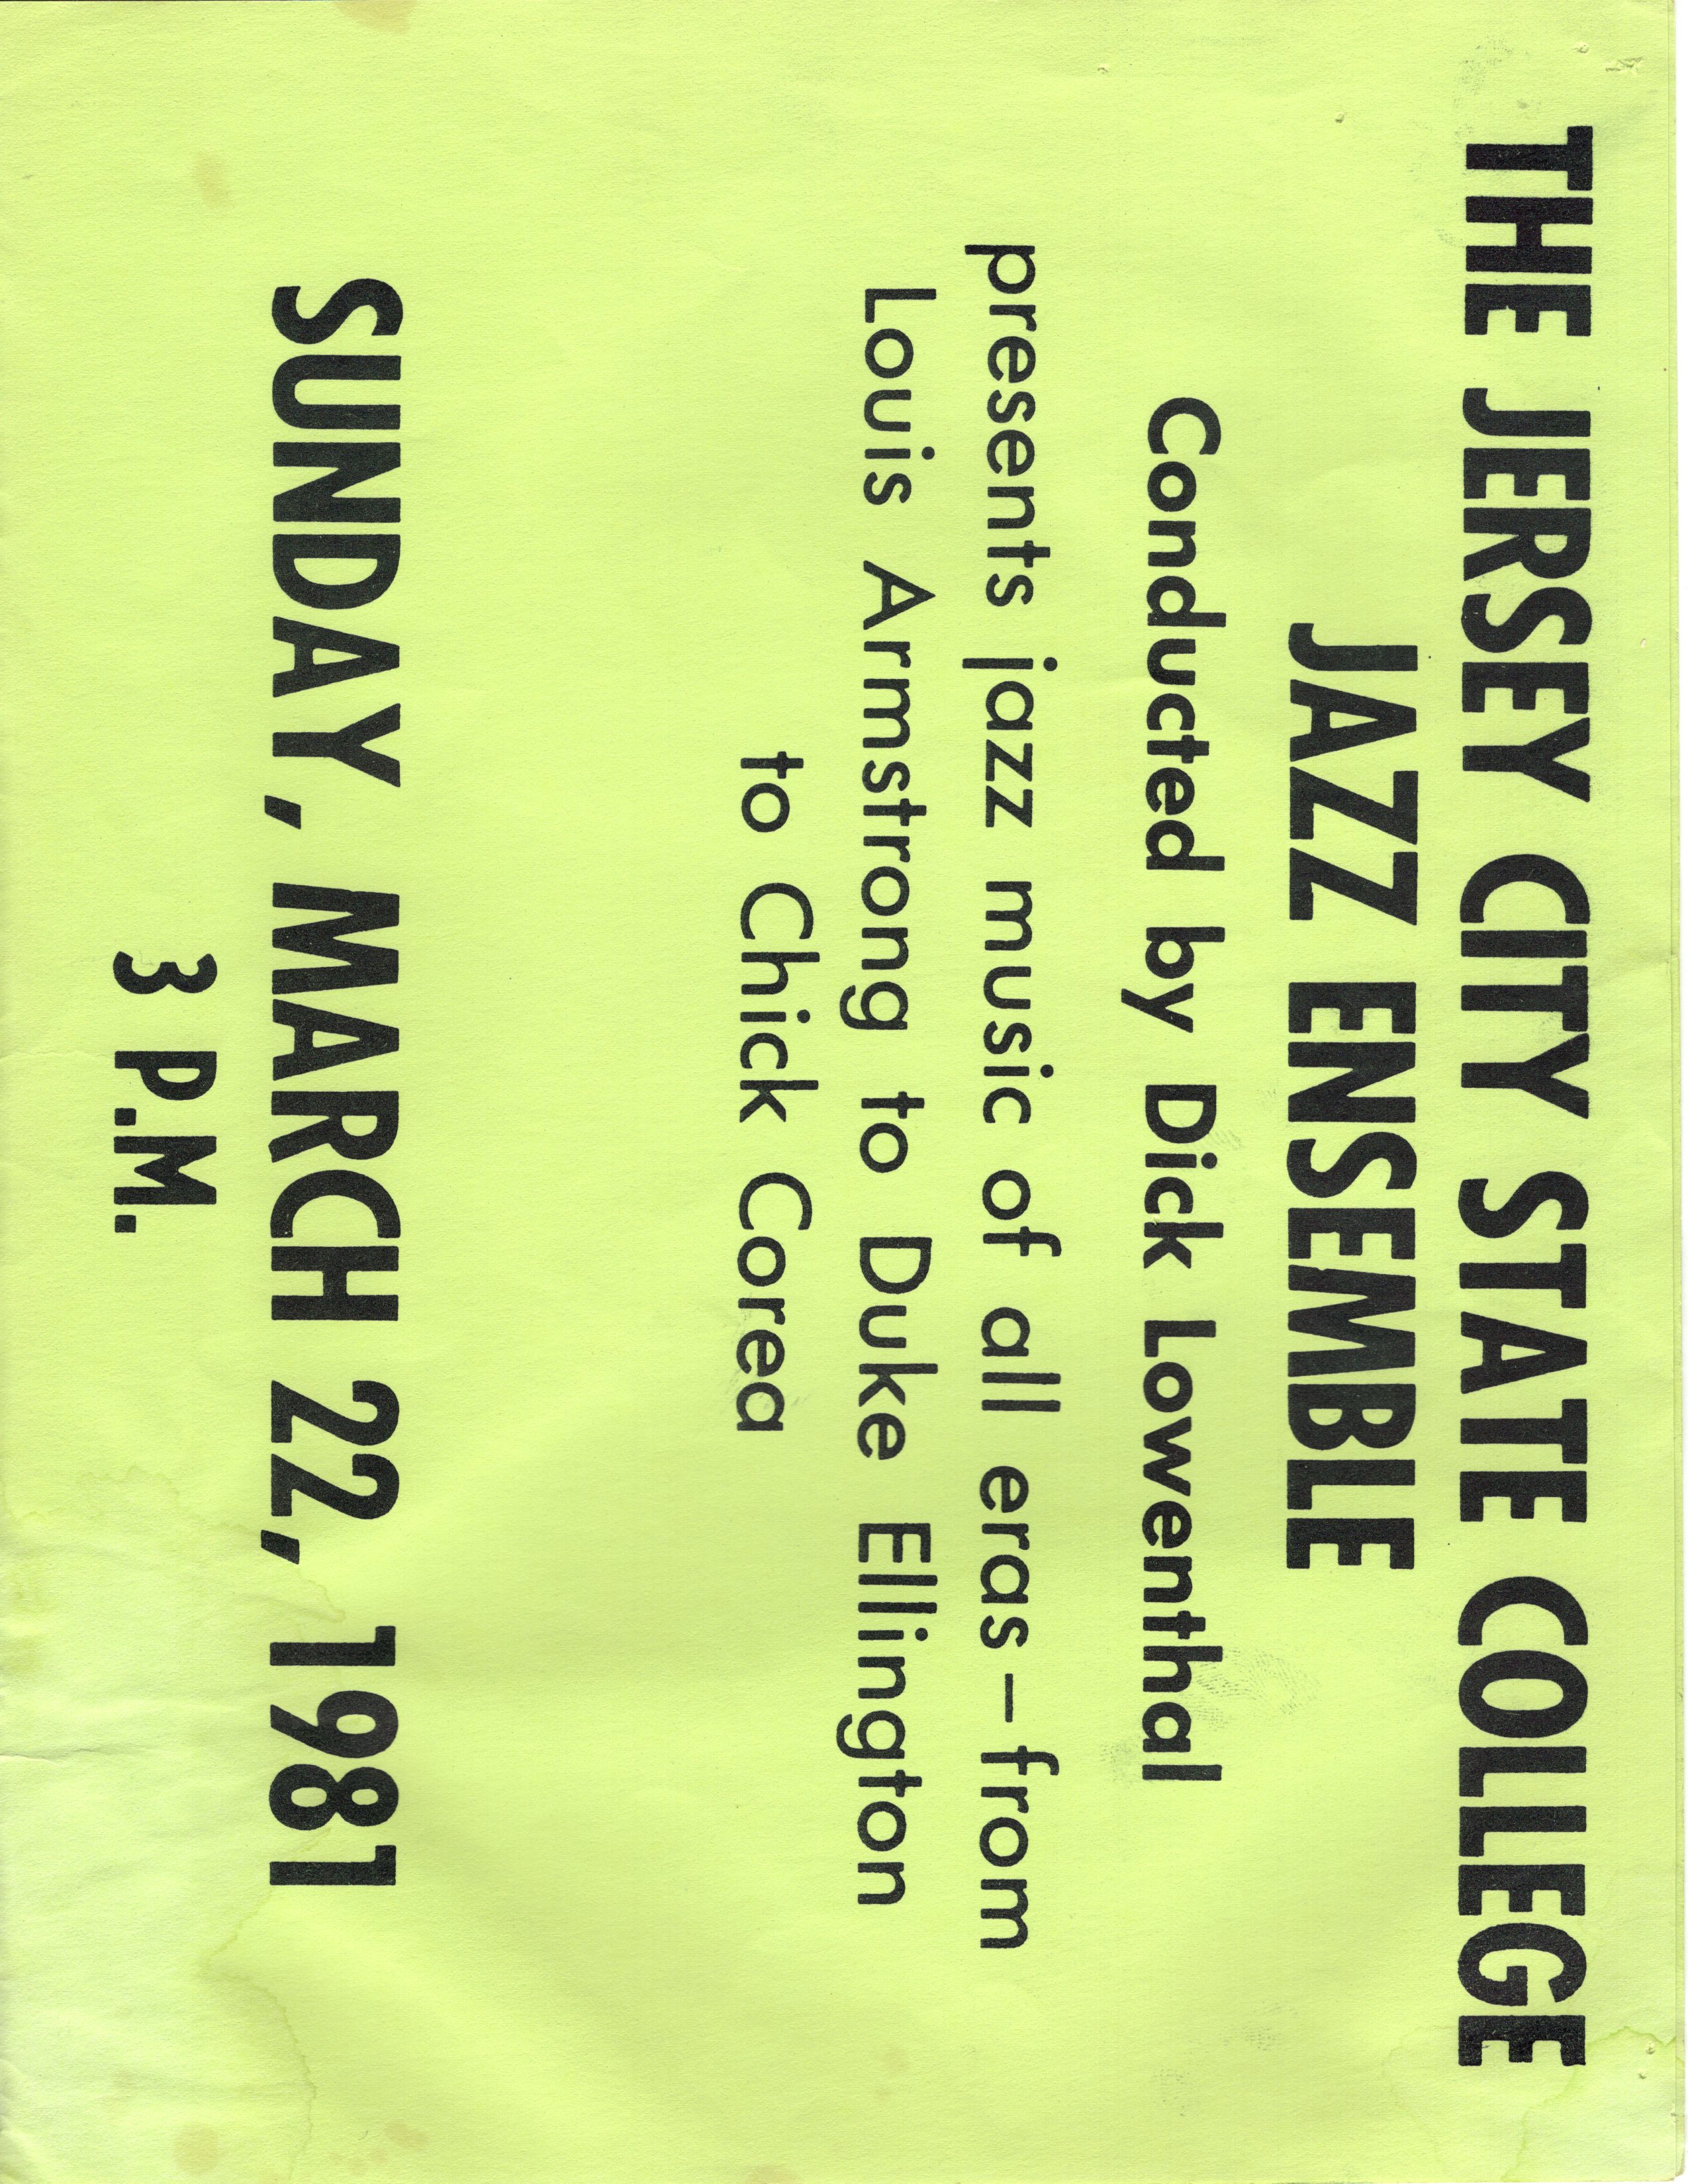 THE JERSEY CITY STATE COLLEGE
JAZZ ENSEMBLE
Conducted by Dick Lowenthal
presents jazz music of all eras – from
Louis Armstrong to Duke Ellington
to Chick Corea
SUNDAY, MARCH 22, 1981
3 P.M.